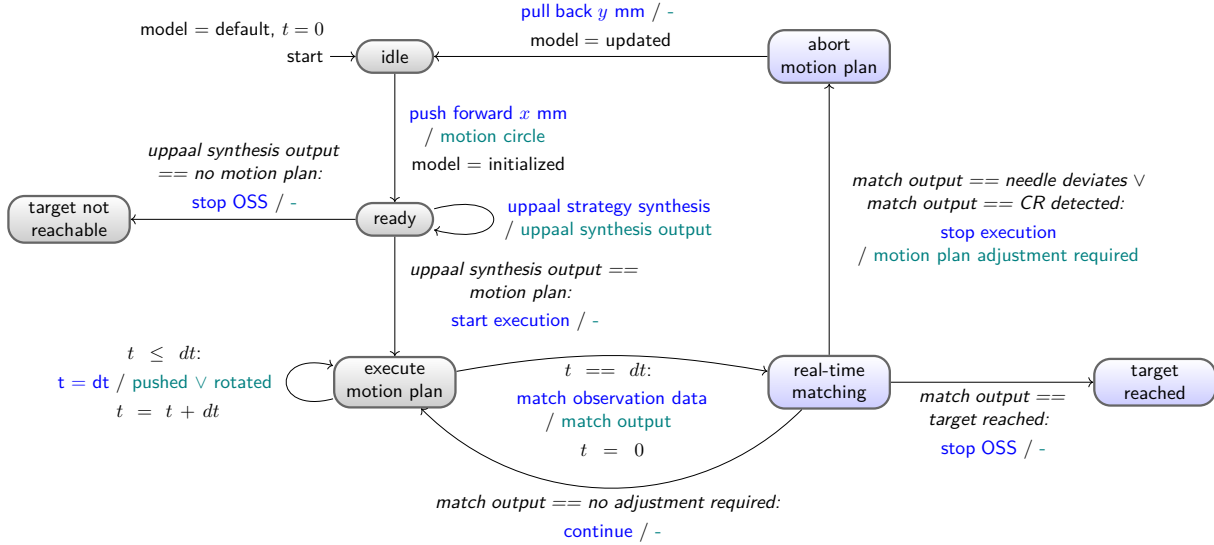 pull back y mm / -
model = updated
model = default, t = 0
start
idle
abort
motion plan
push forward x mm
/ motion circle
model = initialized
uppaal synthesis output
== no motion plan:
stop OSS / -
target not
reachable
ready
uppaal strategy synthesis
/ uppaal synthesis output
match output == needle deviates ∨
match output == CR detected:
stop execution
/ motion plan adjustment required
uppaal synthesis output ==
motion plan:
start execution / -
t ≤ dt:
t = dt / pushed ∨ rotated
t = t + dt
execute
motion plan
t == dt:
match observation data
/ match output
t = 0
real-time
matching
target
reached
match output ==
target reached:
stop OSS / -
match output == no adjustment required:
continue / -